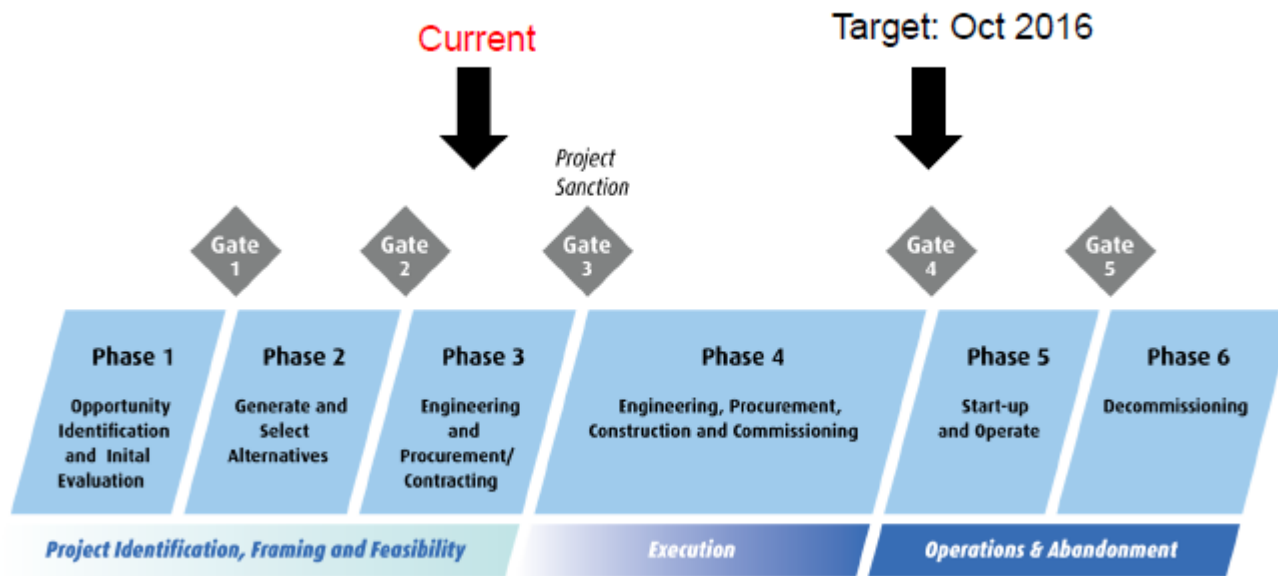 Current
Target: Oct 2016
Project
Sanction
Gate
1
Gate
2
Gate
3
Gate
4
Gate
5
Phase 1
Opportunity
Identification
and Inital
Evaluation
Phase 2
Generate and
Select
Alternatives
Phase 3
Engineering
and
Procurement/
Contracting
Phase 4
Engineering, Procurement,
Construction and Commissioning
Phase 5
Start-up
and Operate
Phase 6
Decommissioning
Project Identification, Framing and Feasibility
Execution
Operations & Abandonment